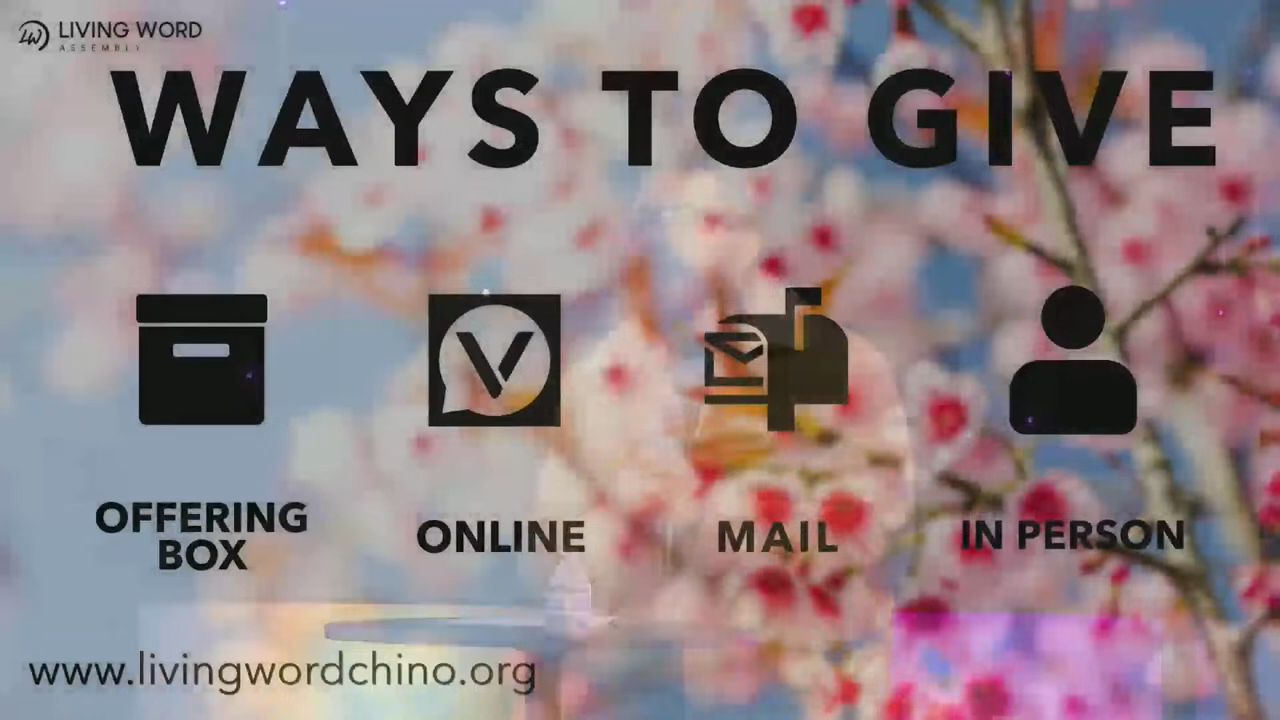 LIVING WORD
ASSEMBLY
WAYS TO GIVE
OFFERING
BOX
ONLINE
MAIL
IN PERSON
www.livingwordchino.org